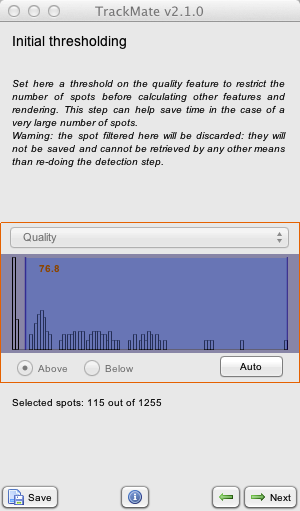 TrackMate v2.1.0
Initial thresholding
Set here a threshold on the quality feature to restrict the
number of spots before calculating other features and
rendering. This step can help save time in the case of a
very large number of spots.
Warning: the spot filtered here will be discarded: they will
not be saved and cannot be retrieved by any other means
than re-doing the detection step.
Quality
76.8
Above Below Auto
Selected spots: 115 out of 1255
Save Next